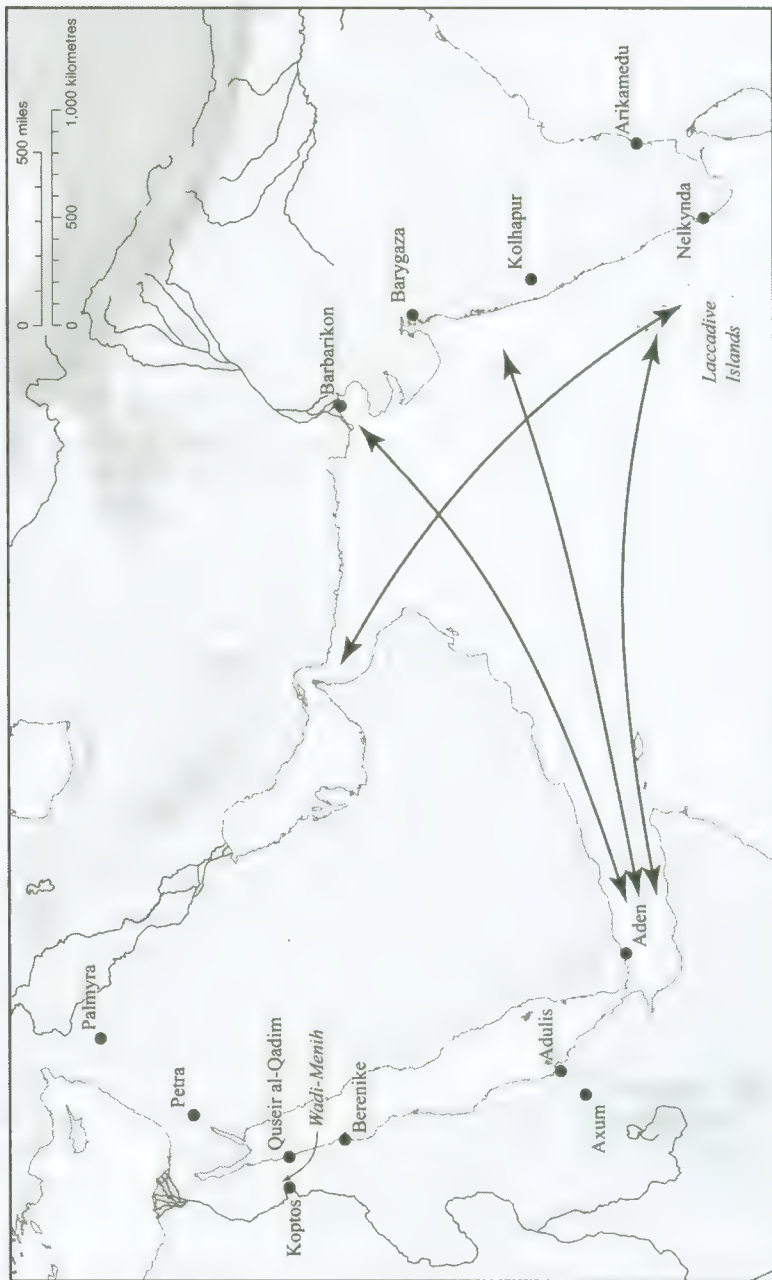 500 miles
0
500
1,000 kilometres
0
Palmyra
Petra
Quseir al-Qadim
Wadi-Menih
Koptos
Berenike
Adulis
Axum
Aden
Barbarikon
Barygaza
Kolhapur
Arikamedu
Nelkynda
Laccadive
Islands